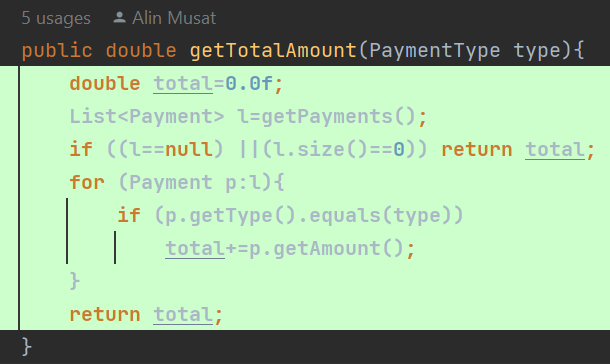 5 usages Alin Musat
public double getTotalAmount(PaymentType type){
double total=0.0f;
List<Payment> l=getPayments();
if ((l==null) ||(l.size()==0)) return total;
for (Payment p:l){
if (p.getType().equals(type))
total+=p.getAmount();
}
return total;
}